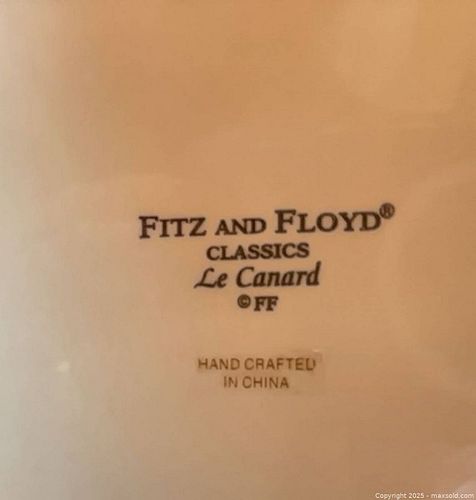 FITZ AND FLOYD®
CLASSICS
Le Canard
© FF
HAND CRAFTED
IN CHINA
Copyright 2025 - maxsold.com